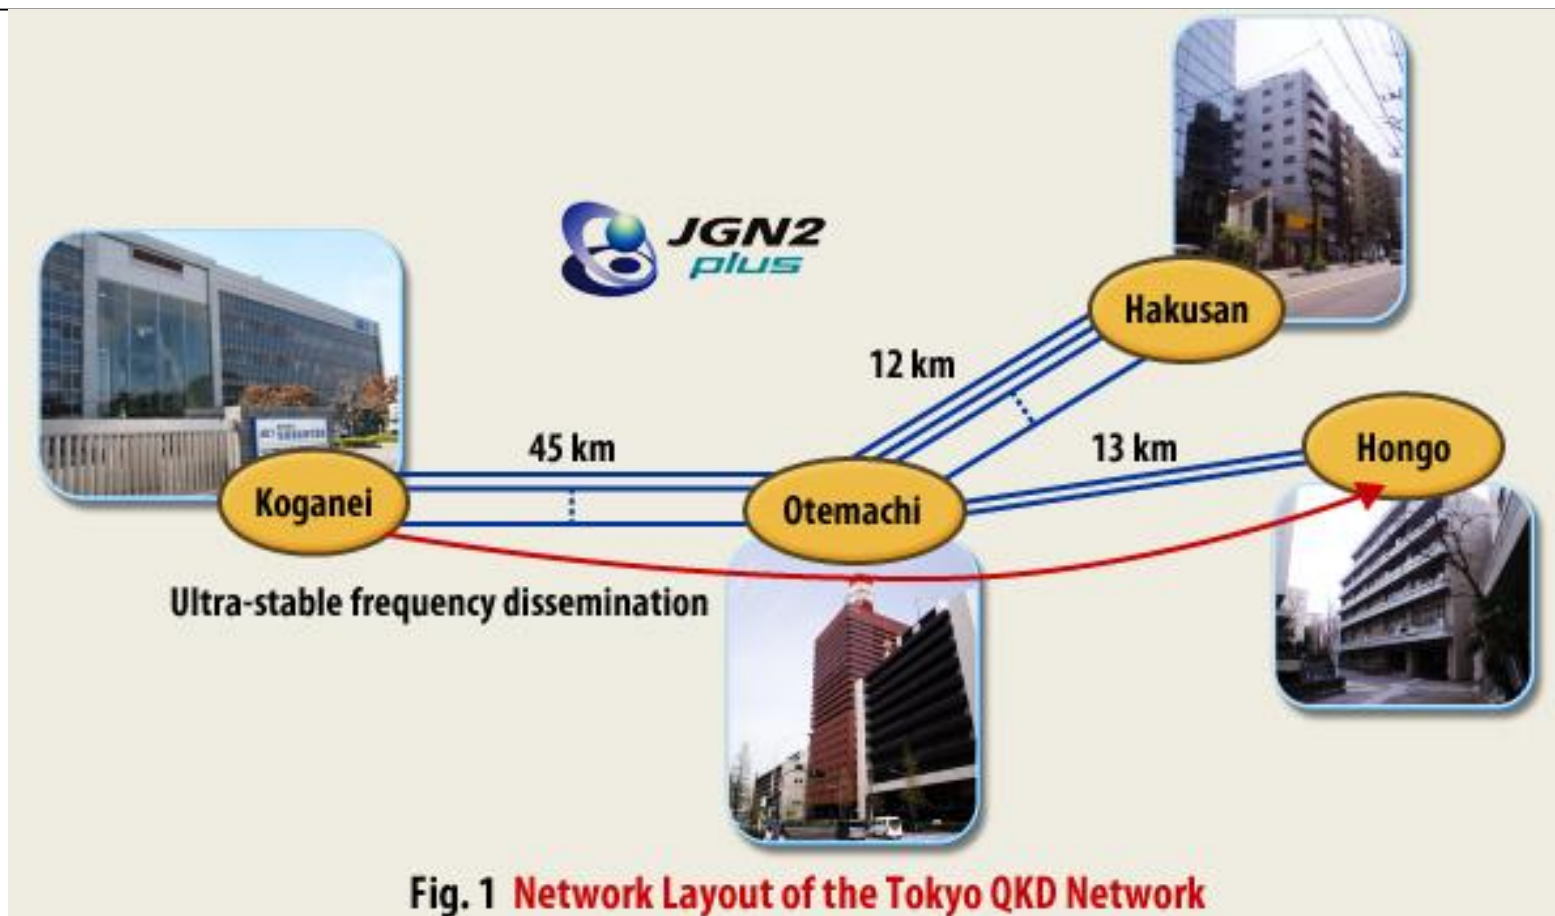 JGN2
plus
Hakusan
12 km
45 km
13 km
Hongo
Koganei
Otemachi
Ultra-stable frequency dissemination
Fig. 1 Network Layout of the Tokyo QKD Network